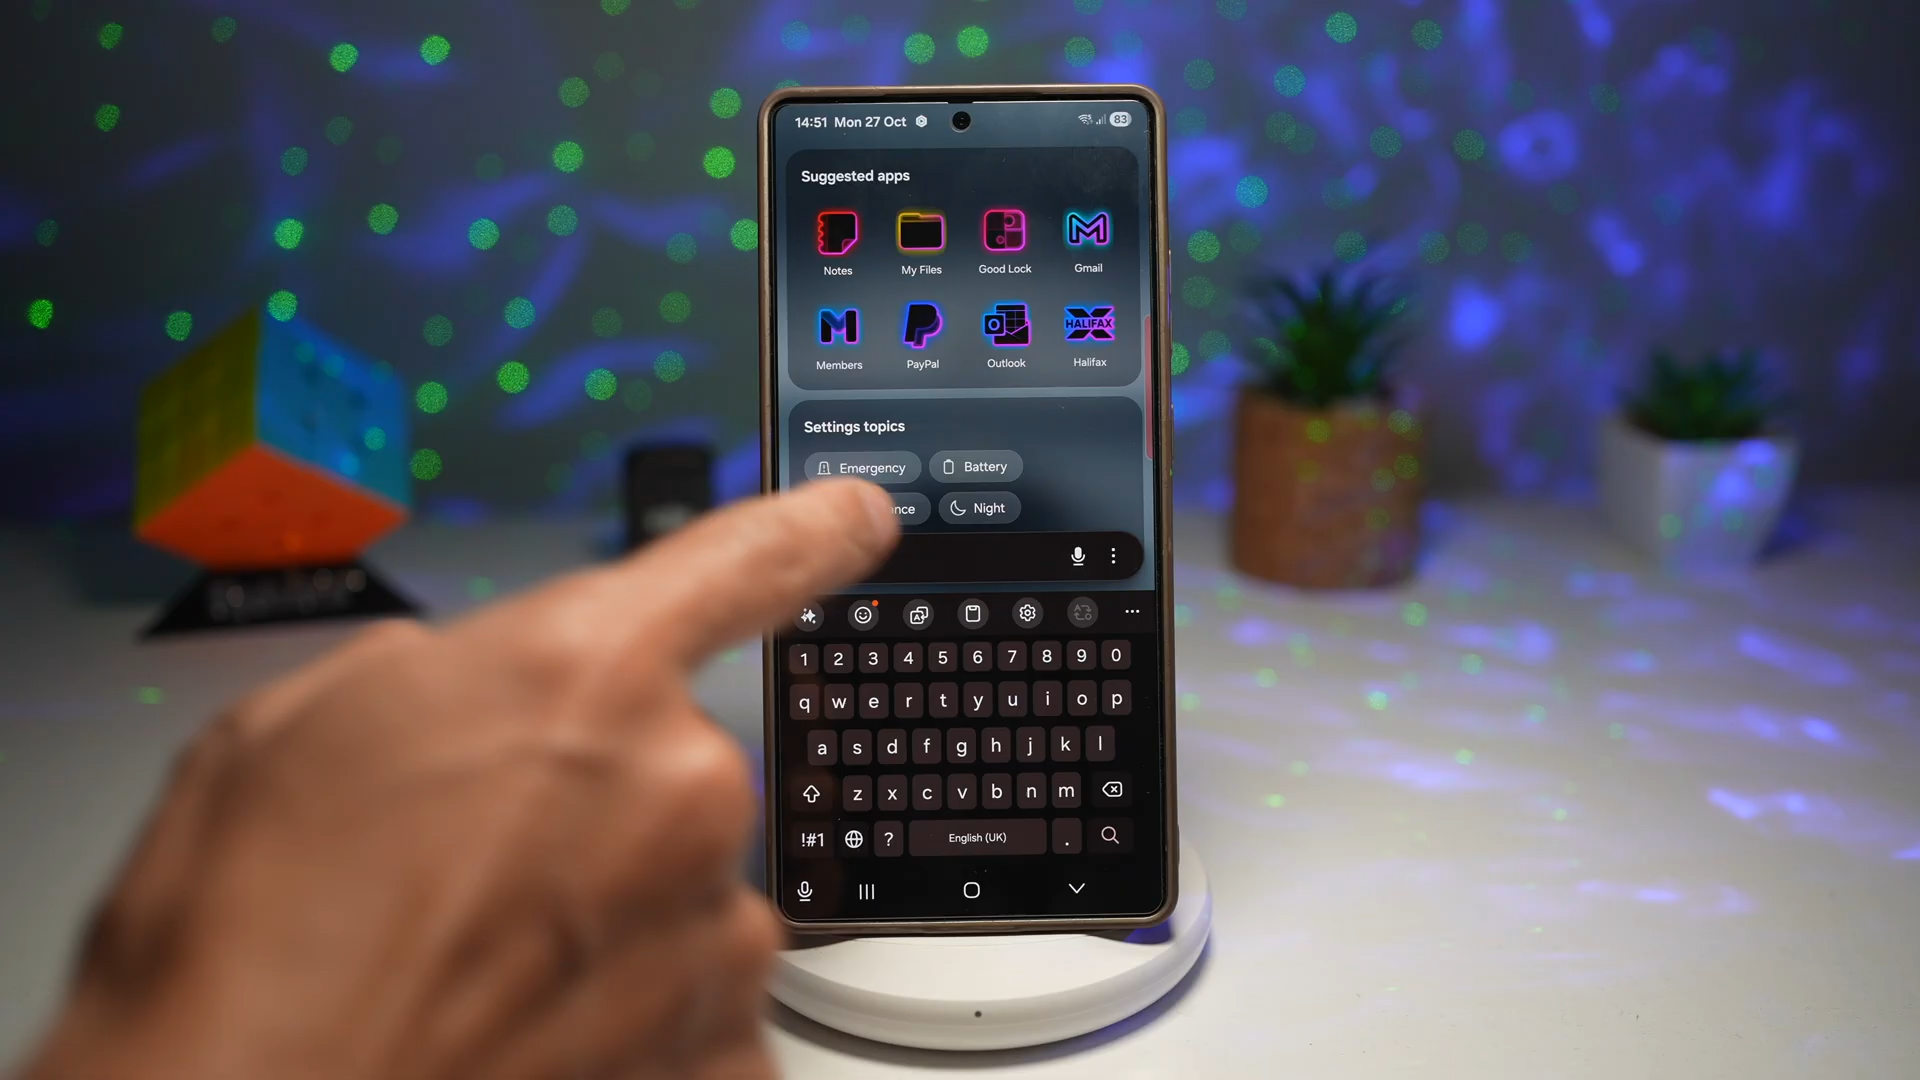 14:51 Mon 27 Oct 83
Suggested apps
Notes My Files Good Lock Gmail
HALIFAX
Members PayPal Outlook Halifax
Settings topics
Emergency Battery
Night
1 2 3 4 5 6 7 8 9 0
q w e r t y u i o p
a s d f g h j k l
z x c v b n m
!#1 ? English (UK) .